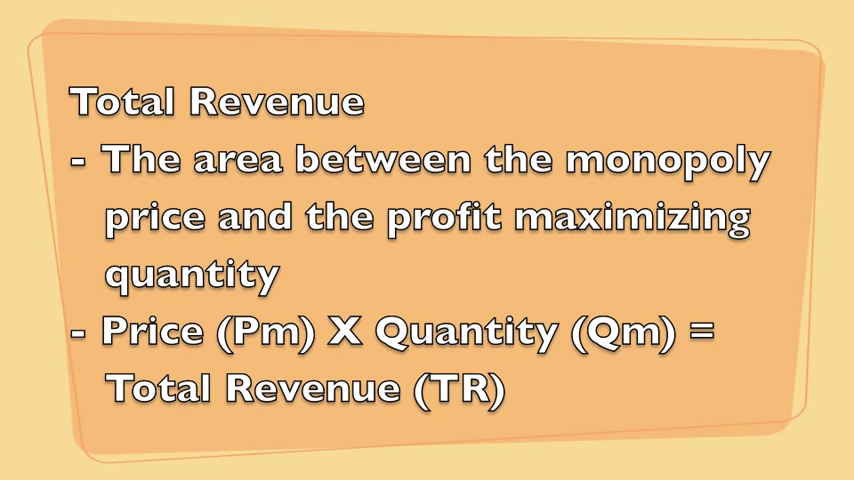 Total Revenue
- The area between the monopoly
price and the profit maximizing
quantity
- Price (Pm) X Quantity (Qm) =
Total Revenue (TR)